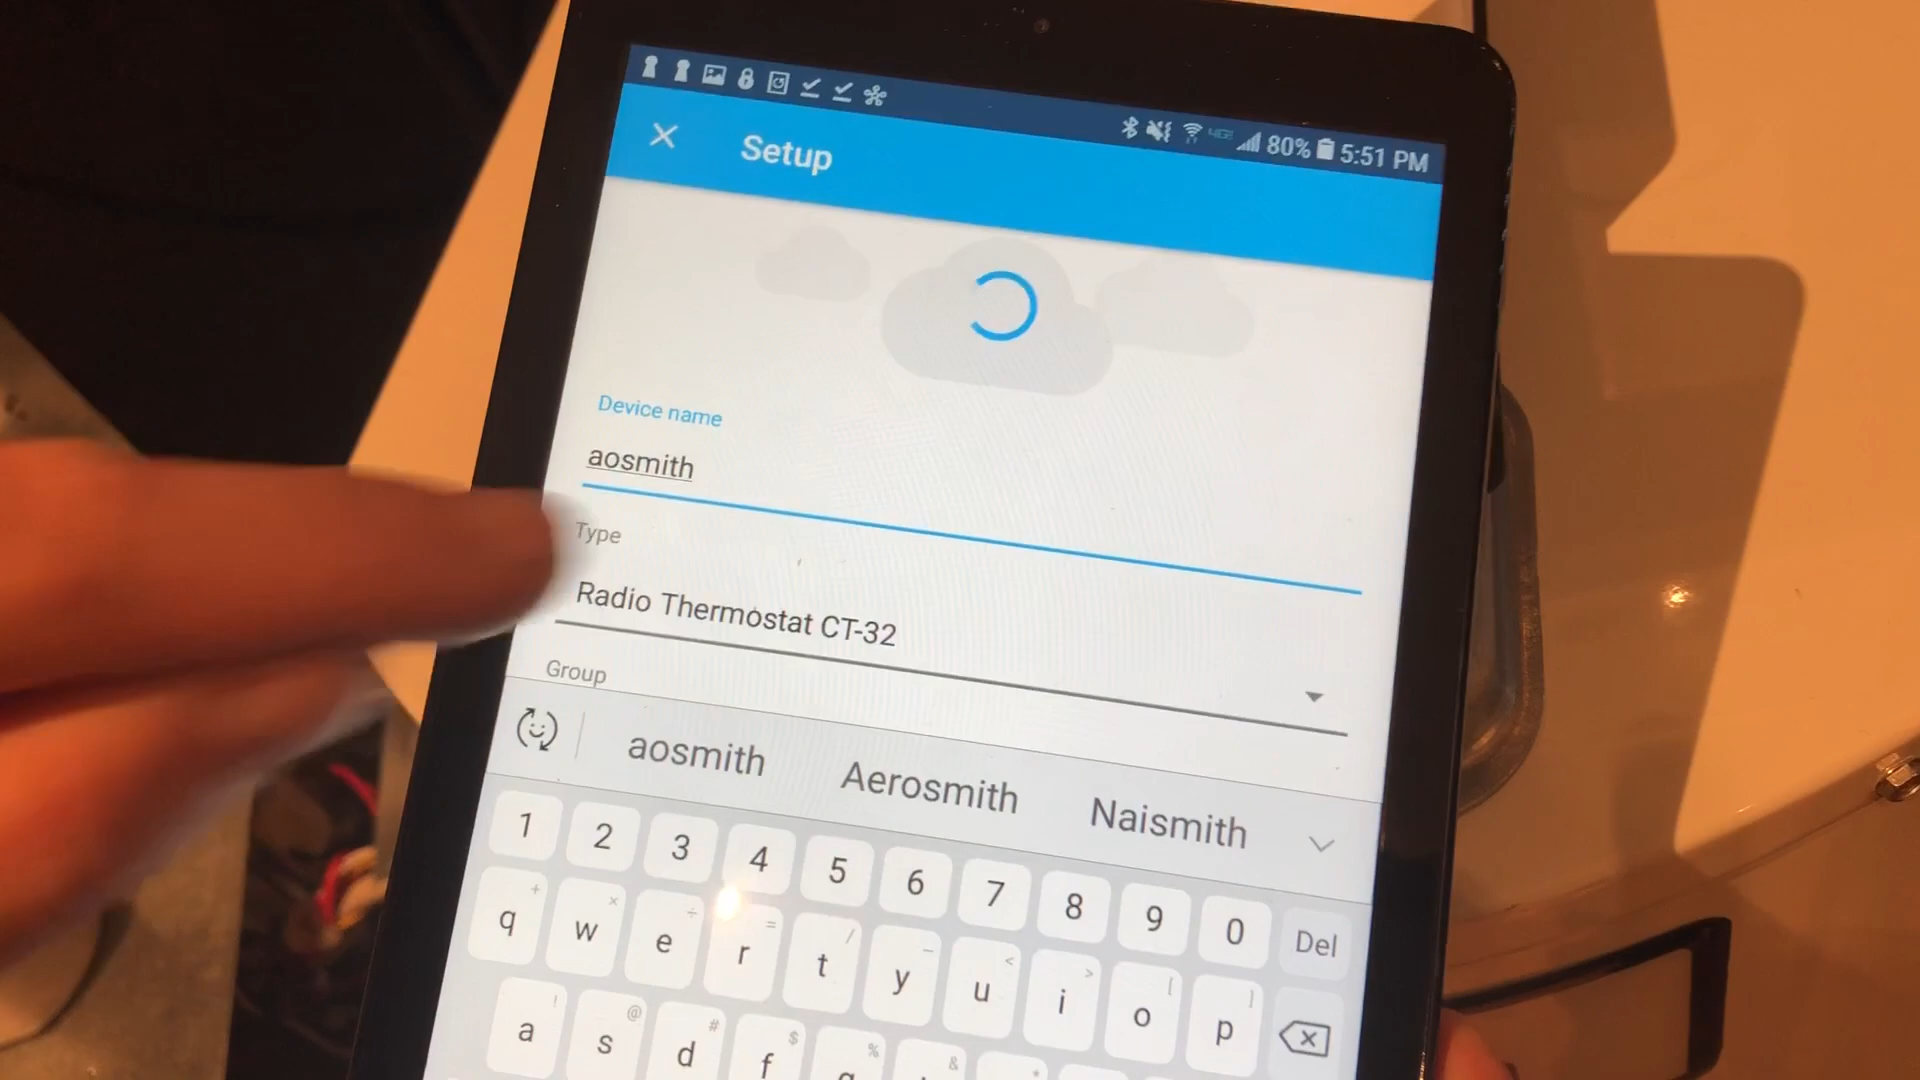 80% 5:51 PM
Setup
Device name
aosmith
Type
Radio Thermostat CT-32
Group
aosmith Aerosmith Naismith
1 2 3 4 5 6 7 8 9 0 Del
q w e r t y u i o p
a s d f